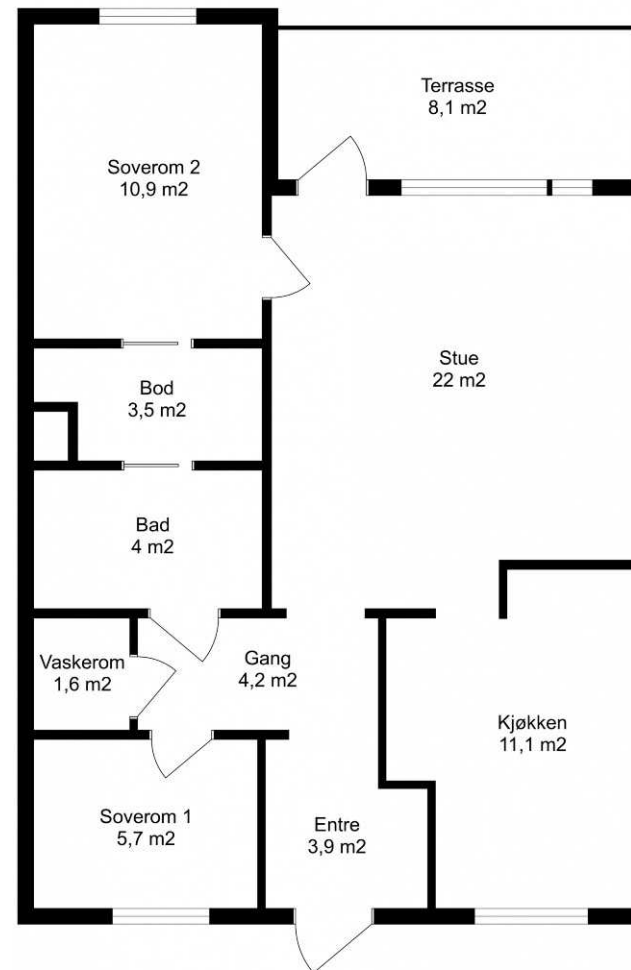 Terrasse
8,1 m2
Soverom 2
10,9 m2
Stue
22 m2
Bod
3,5 m2
Bad
4 m2
Vaskerom
1,6 m2
Gang
4,2 m2
Kjøkken
11,1 m2
Soverom 1
5,7 m2
Entre
3,9 m2